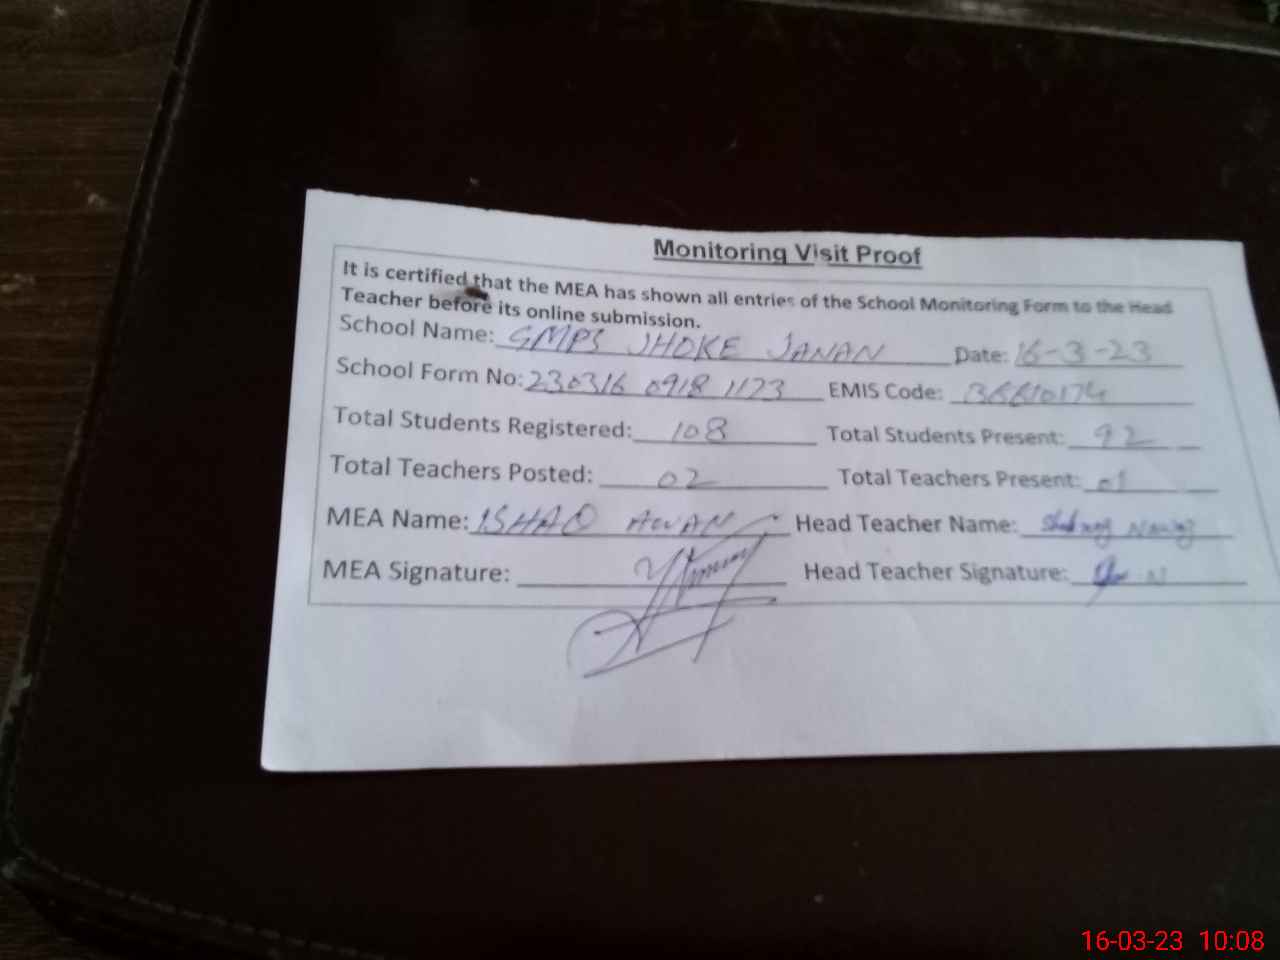 Monitoring Visit Proof
It is certified that the MEA has shown all entries of the School Monitoring Form to the Head
Teacher before its online submission.
School Name: GMPS JHOKE JANAN Date: 16-3-23
School Form No: 230316 0918 1123 EMIS Code:
Total Students Registered: 108 Total Students Present: 92
Total Teachers Posted: 02 Total Teachers Present: 01
MEA Name: ISHAQ AWAN Head Teacher Name: Nawaz
MEA Signature: Head Teacher Signature:
16-03-23 10:08